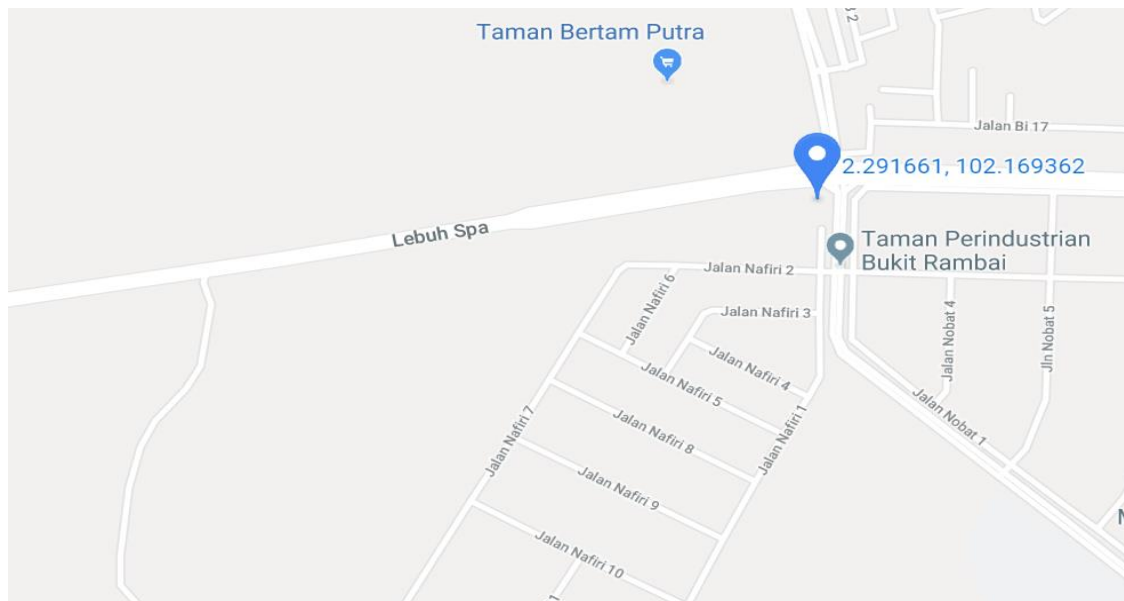 Taman Bertam Putra
Jalan Bi 17
2.291661, 102.169362
Lebuh Spa
Taman Perindustrian
Bukit Rambai
Jalan Nafiri 2
Jalan Nafiri 6
Jalan Nafiri 3
Jalan Nobat 4
Jln Nobat 5
Jalan Nafiri 4
Jalan Nafiri 5
Jalan Nobat 1
Jalan Nafiri 7
Jalan Nafiri 8
Jalan Nafiri 1
Jalan Nafiri 9
Jalan Nafiri 10